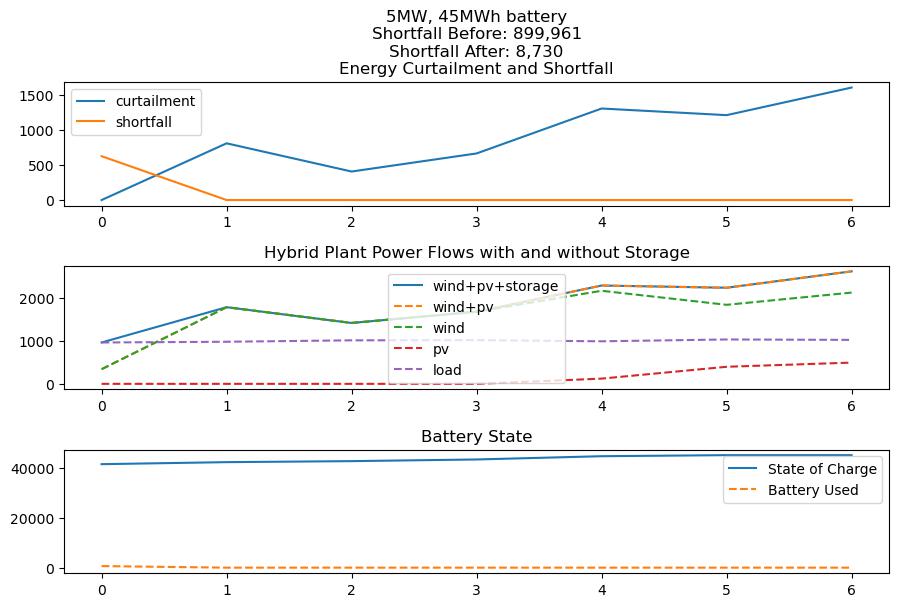 5MW, 45MWh battery
Shortfall Before: 899,961
Shortfall After: 8,730
Energy Curtailment and Shortfall
1500
1000
500
0
curtailment
shortfall
0 1 2 3 4 5 6
Hybrid Plant Power Flows with and without Storage
2000
1000
0
wind+pv+storage
wind+pv
wind
pv
load
0 1 2 3 4 5 6
Battery State
40000
20000
0
State of Charge
Battery Used
0 1 2 3 4 5 6